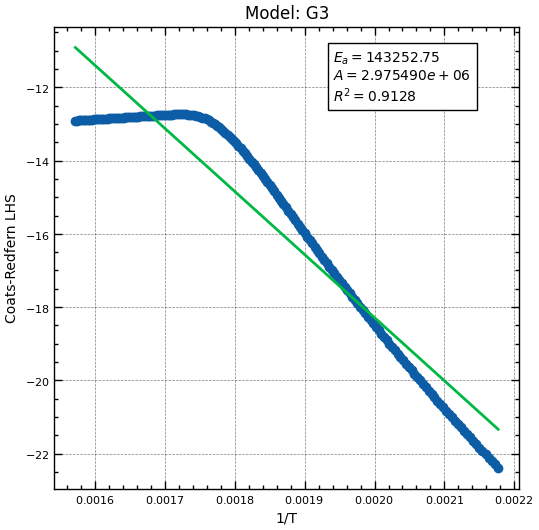 Model: G3
E_a = 143252.75
A = 2.975490e + 06
R² = 0.9128
−12
−14
−16
−18
−20
−22
Coats-Redfern LHS
0.0016 0.0017 0.0018 0.0019 0.0020 0.0021 0.0022
1/T